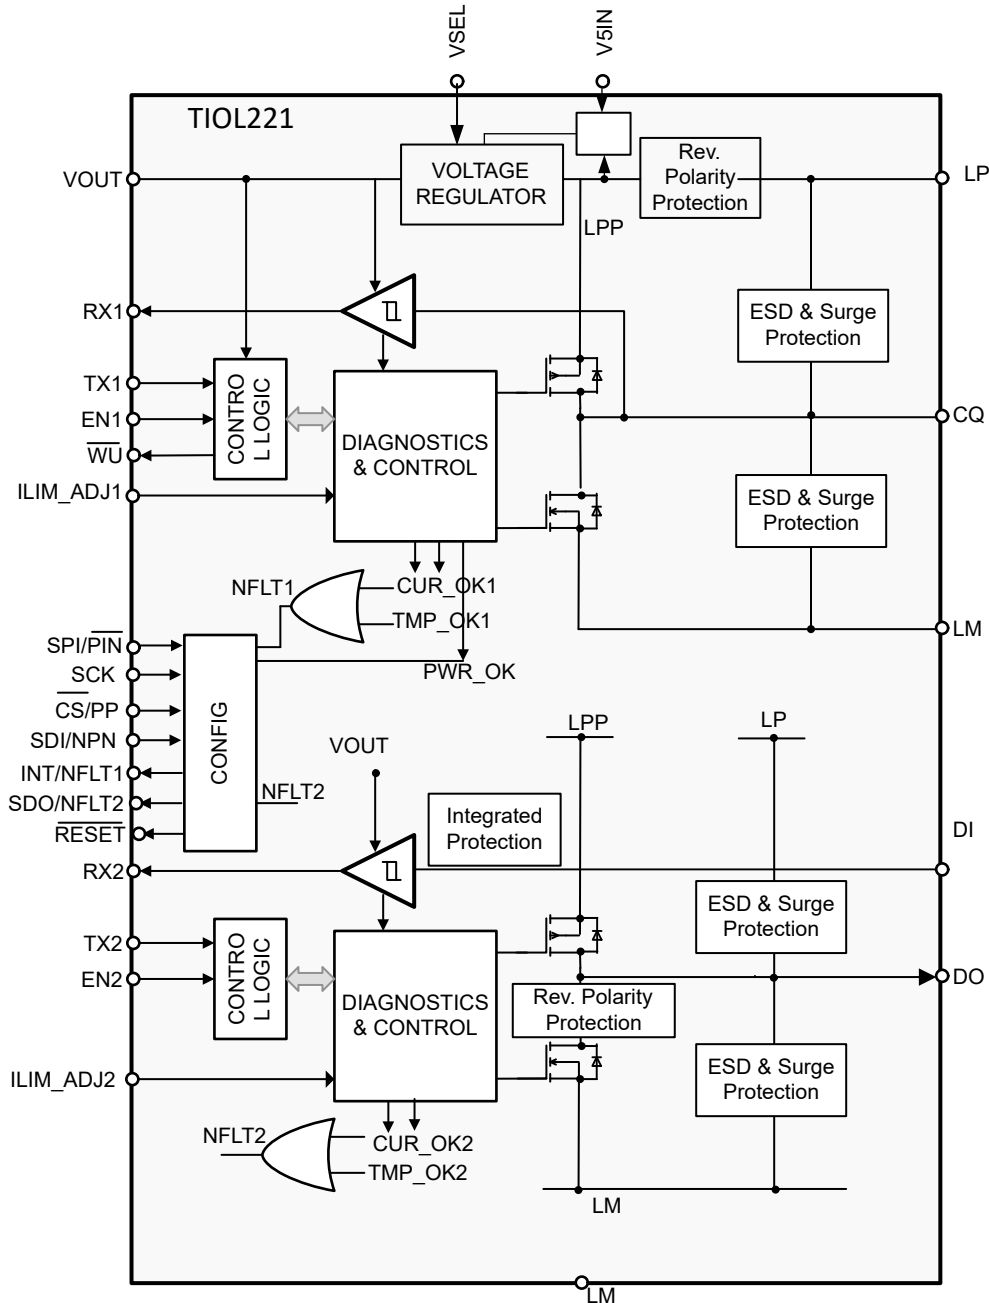 VSEL
V5IN
TIOL221
VOUT
VOLTAGE
REGULATOR
Rev.
Polarity
Protection
LP
LPP
RX1
ESD & Surge
Protection
TX1
EN1
WU
CONTRO
L LOGIC
DIAGNOSTICS
& CONTROL
CQ
ILIM_ADJ1
ESD & Surge
Protection
NFLT1
CUR_OK1
TMP_OK1
LM
SPI/PIN
SCK
CS/PP
SDI/NPN
INT/NFLT1
SDO/NFLT2
RESET
CONFIG
PWR_OK
NFLT2
VOUT
LPP
LP
Integrated
Protection
DI
RX2
ESD & Surge
Protection
TX2
EN2
CONTRO
L LOGIC
DIAGNOSTICS
& CONTROL
DO
Rev. Polarity
Protection
ILIM_ADJ2
ESD & Surge
Protection
NFLT2
CUR_OK2
TMP_OK2
LM
LM